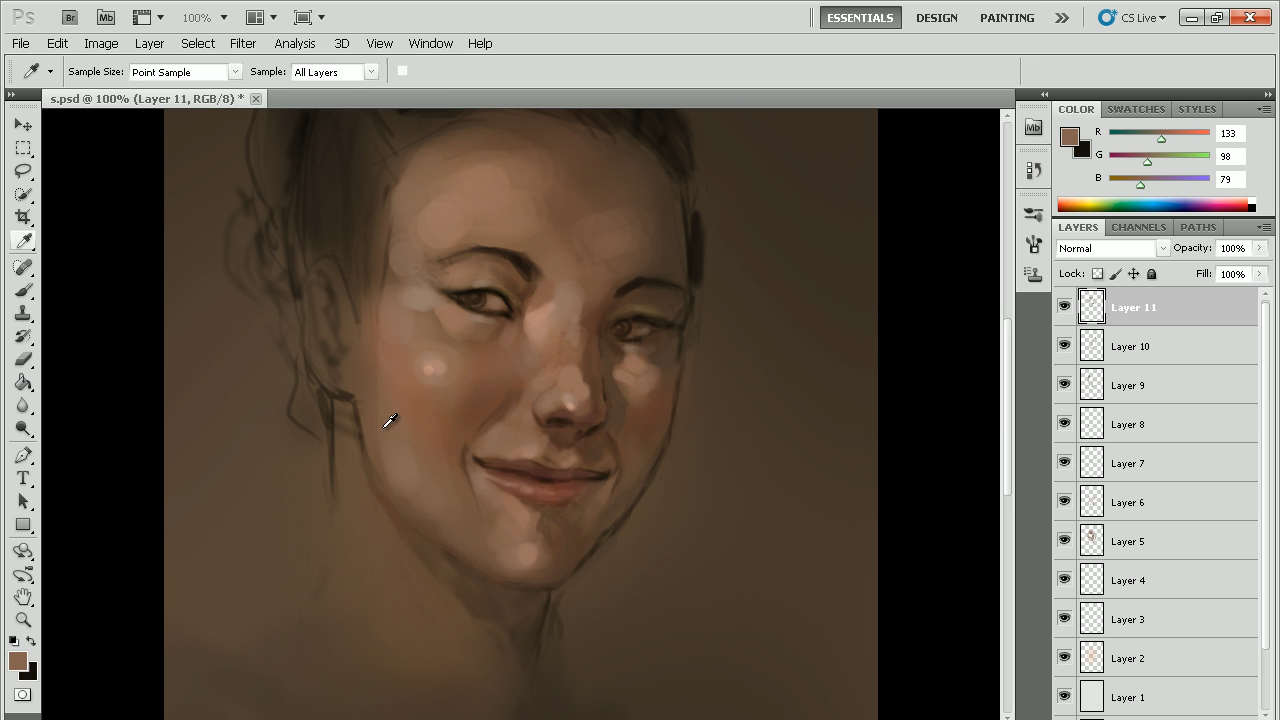 Ps Br Mb 100% ESSENTIALS DESIGN PAINTING CS Live
File Edit Image Layer Select Filter Analysis 3D View Window Help
Sample Size: Point Sample Sample: All Layers
s.psd @ 100% (Layer 11, RGB/8) *
COLOR SWATCHES STYLES
Mb
R 133
G 98
B 79
LAYERS CHANNELS PATHS
Normal Opacity: 100%
Lock: Fill: 100%
Layer 11
Layer 10
Layer 9
Layer 8
Layer 7
Layer 6
Layer 5
Layer 4
Layer 3
Layer 2
Layer 1
T